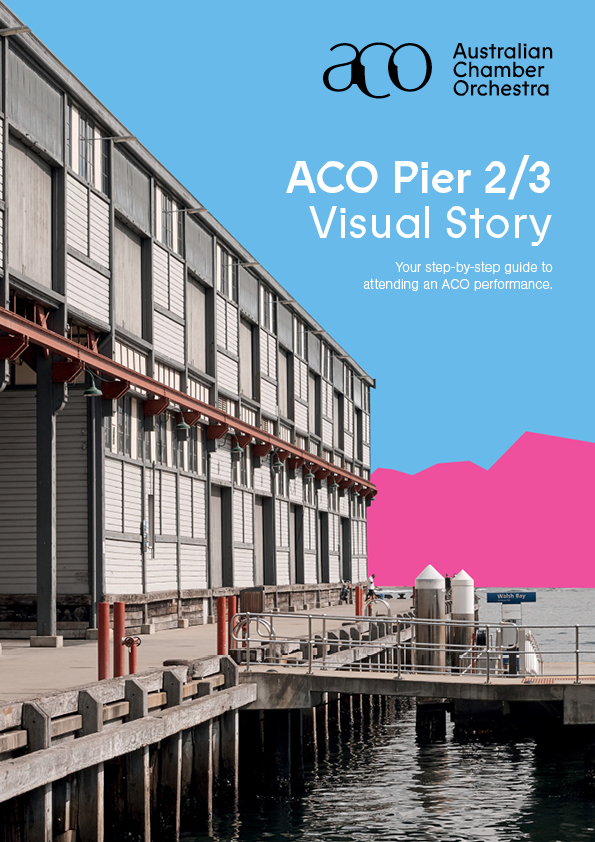 aco
Australian
Chamber
Orchestra
ACO Pier 2/3
Visual Story
Your step-by-step guide to
attending an ACO performance.
Walsh Bay